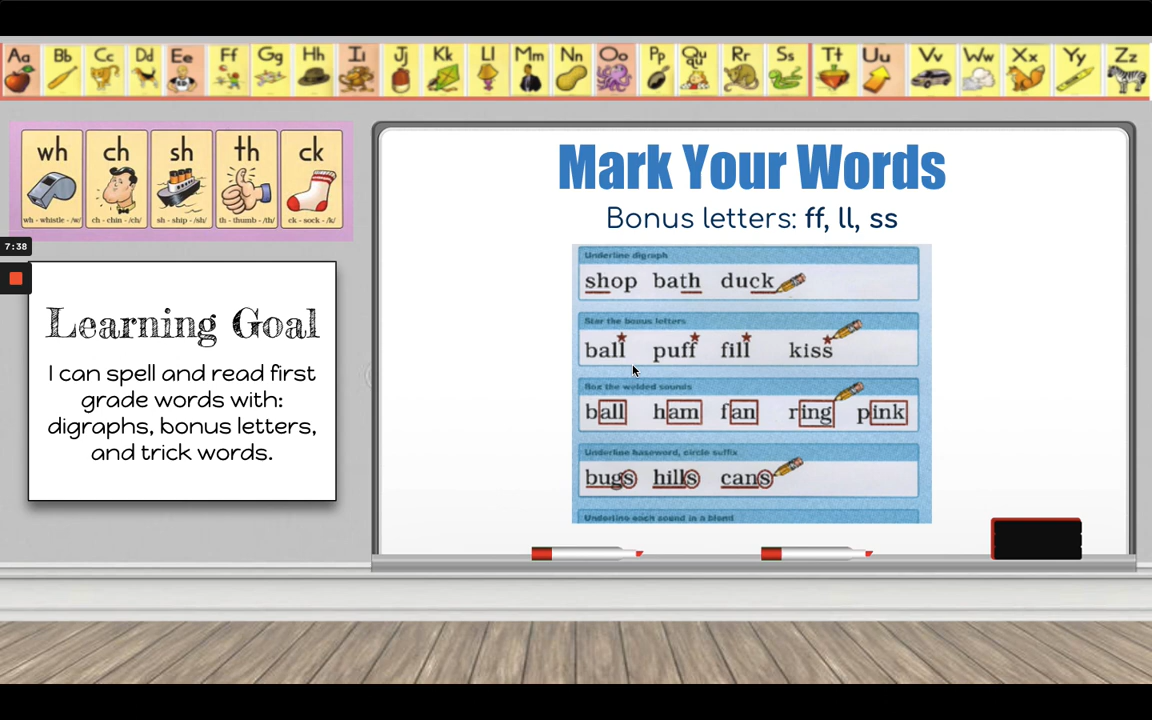 Aa Bb Cc Dd Ee Ff Gg Hh Ii Jj Kk Ll Mm Nn Oo Pp Qu qu Rr Ss Tt Uu Vv Ww Xx Yy Zz
wh ch sh th ck
wh - whistle - /w/ ch - chin - /ch/ sh - ship - /sh/ th - thumb - /th/ ck - sock - /k/
7:38
Learning Goal
I can spell and read first
grade words with:
digraphs, bonus letters,
and trick words.
Mark Your Words
Bonus letters: ff, ll, ss
Underline digraph
shop bath duck
Star the bonus letters
ball puff fill kiss
Box the welded sounds
ball ham fan ring pink
Underline baseword, circle suffix
bugs hills cans
Underline each sound in a blend